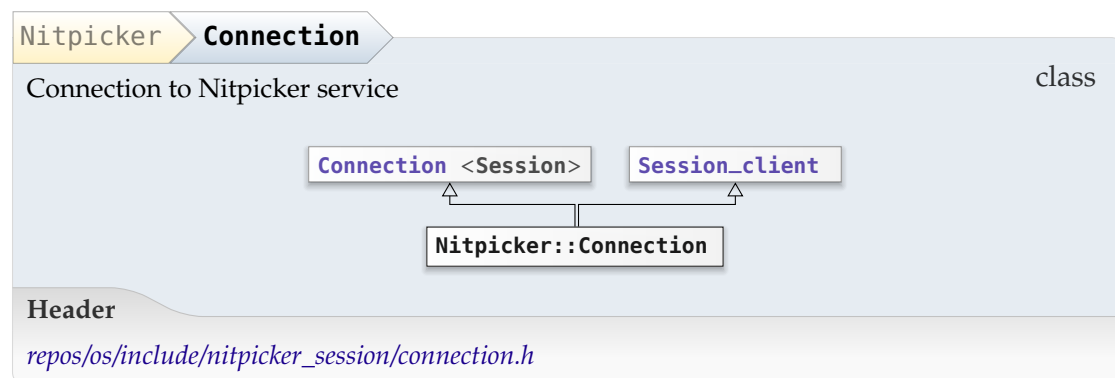 Nitpicker Connection
class
Connection to Nitpicker service
Connection <Session> Session_client
Nitpicker::Connection
Header
repos/os/include/nitpicker_session/connection.h